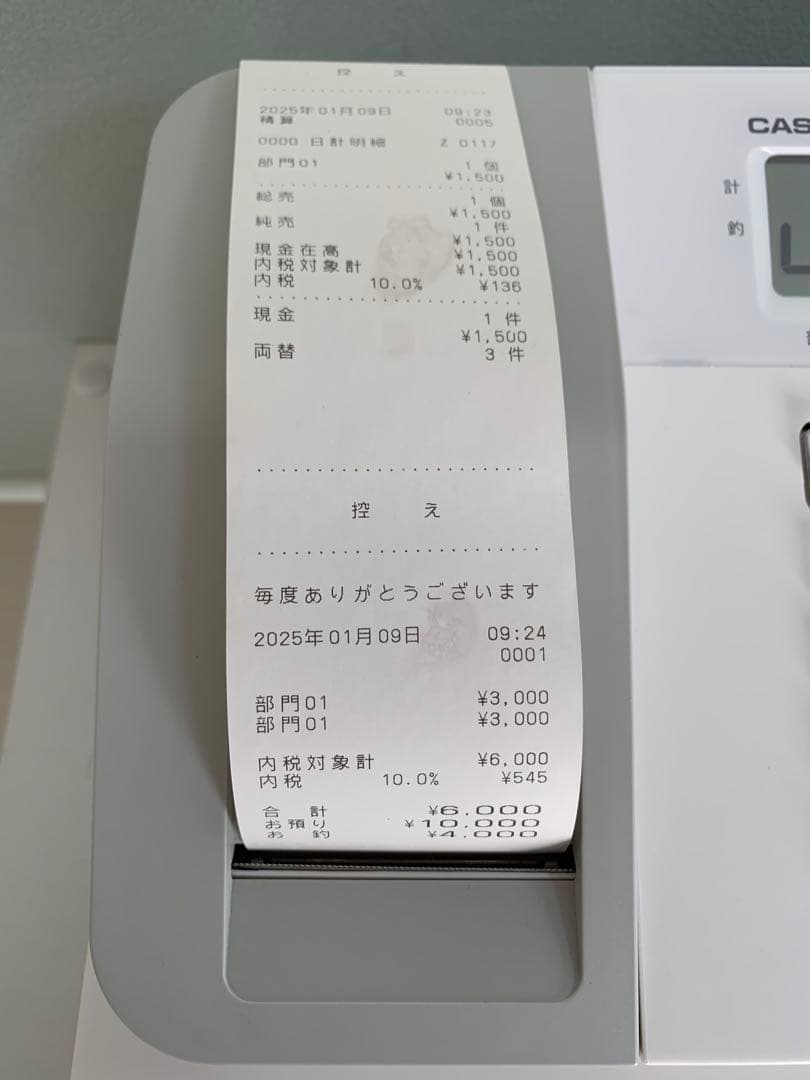 控 え
2025年01月09日 09:23
精算 0005
0000 日計明細 Z 0117
部門01 1 個
¥1,500
総売 1 個
¥1,500
純売 1 件
¥1,500
現金在高 ¥1,500
内税対象計 ¥1,500
内税 10.0% ¥136
現金 1 件
¥1,500
両替 3 件
控 え
毎度ありがとうございます
2025年01月09日 09:24
0001
部門01 ¥3,000
部門01 ¥3,000
内税対象計 ¥6,000
内税 10.0% ¥545
合 計 ¥6,000
お預り ¥10,000
お 釣 ¥4,000
CAS
計
釣